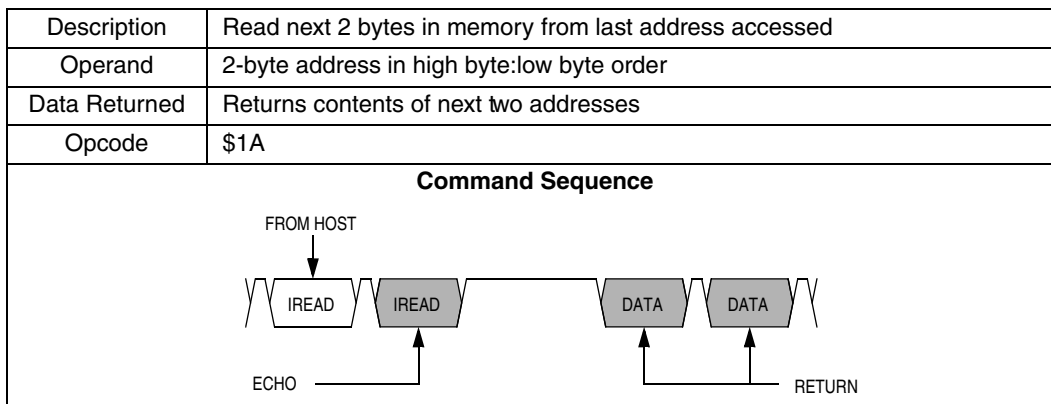 Description Read next 2 bytes in memory from last address accessed
Operand 2-byte address in high byte:low byte order
Data Returned Returns contents of next two addresses
Opcode $1A
Command Sequence
FROM HOST
IREAD IREAD DATA DATA
ECHO RETURN